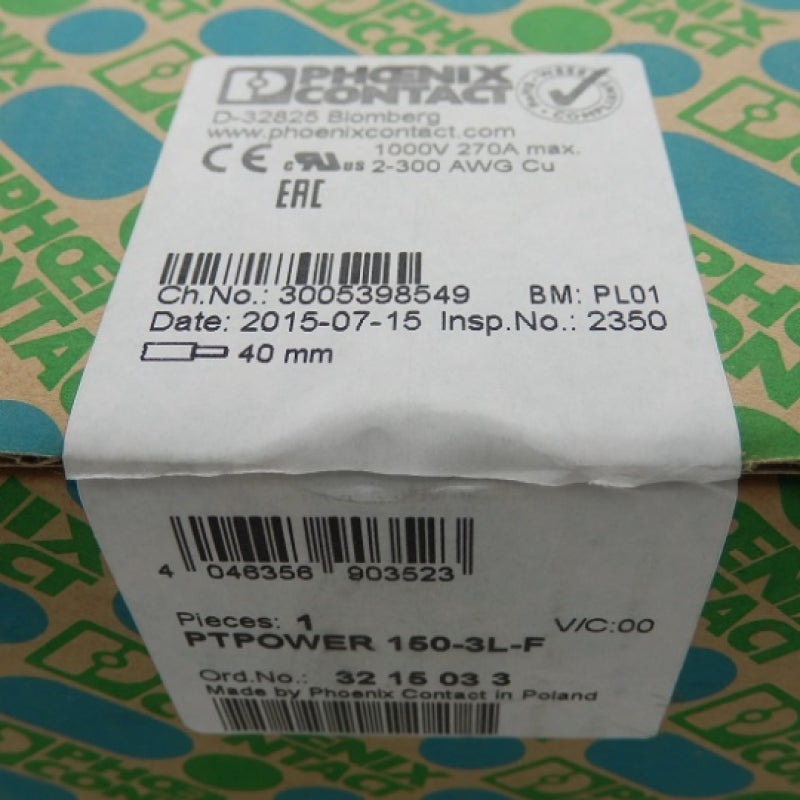 PHOENIX
CONTACT
D-32825 Blomberg
www.phoenixcontact.com
CE c RU us 1000V 270A max.
2-300 AWG Cu
EAC
Ch.No.: 3005398549 BM: PL01
Date: 2015-07-15 Insp.No.: 2350
40 mm
4 046356 903523
Pieces: 1 V/C:00
PTPOWER 150-3L-F
Ord.No.: 32 15 03 3
Made by Phoenix Contact in Poland